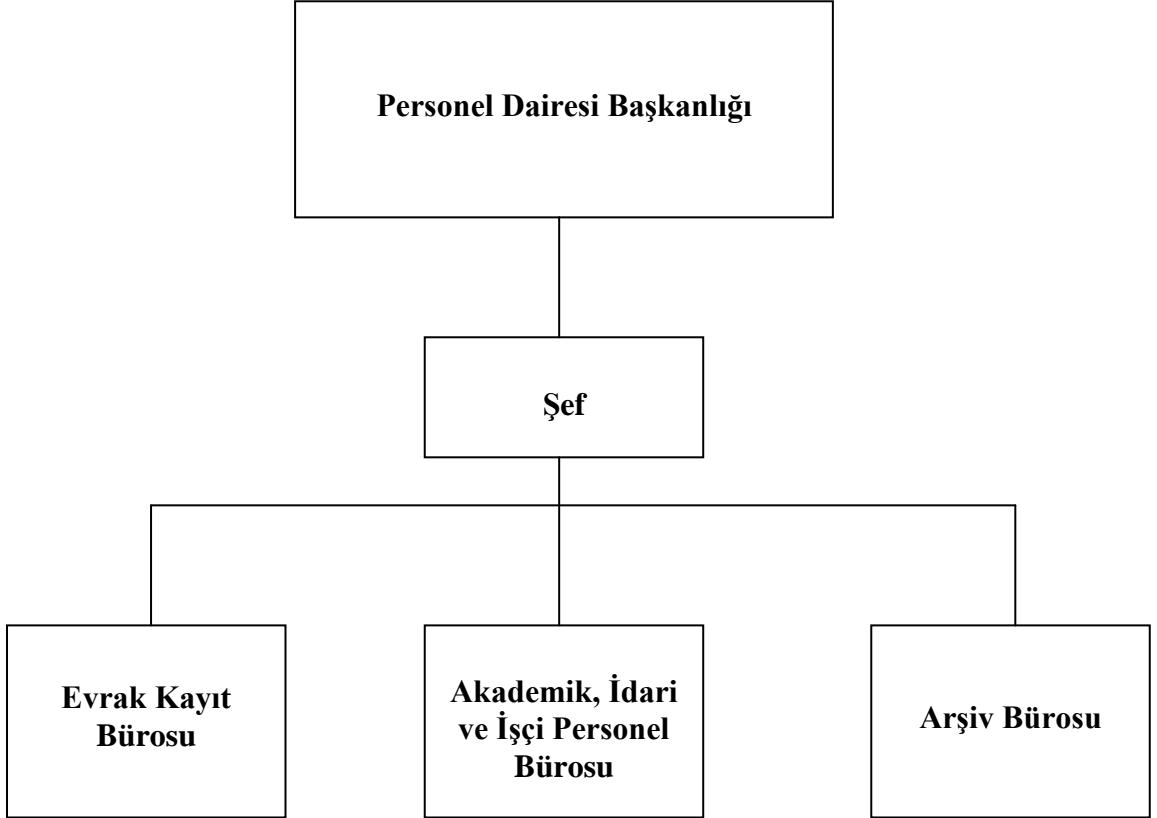 Personel Dairesi Başkanlığı
Şef
Evrak Kayıt
Bürosu
Akademik, İdari
ve İşçi Personel
Bürosu
Arşiv Bürosu